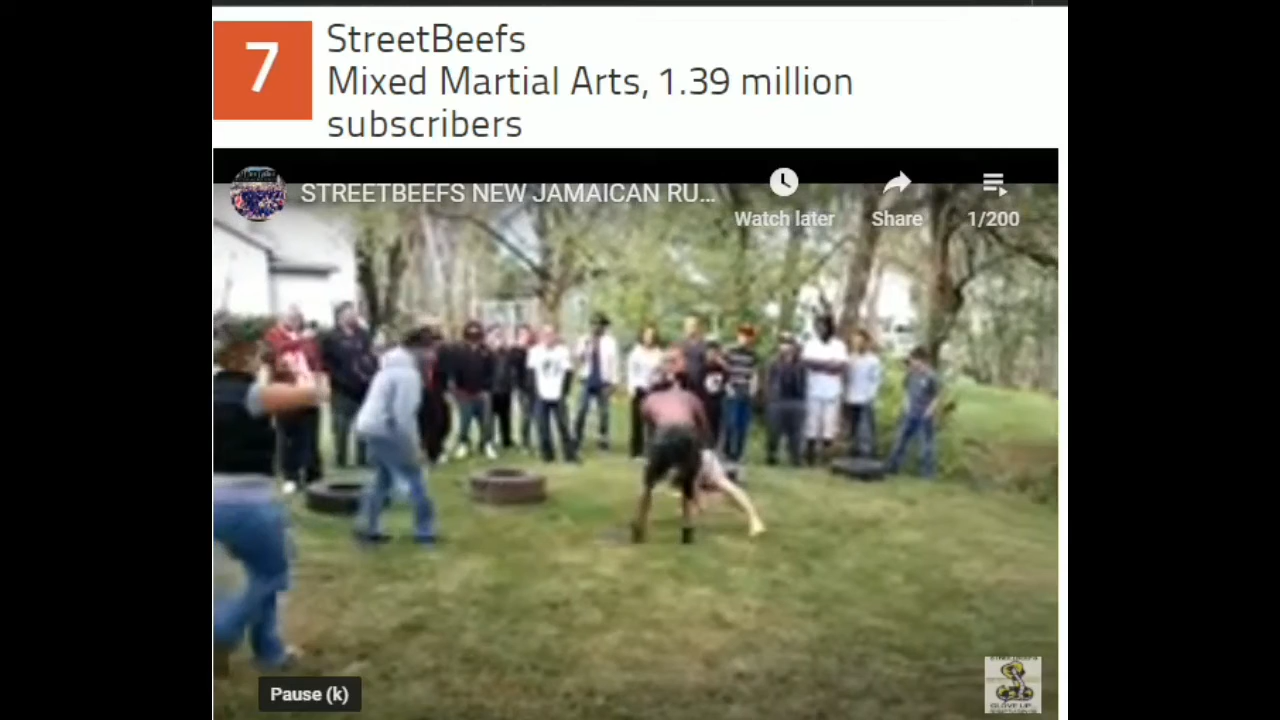 7
StreetBeefs
Mixed Martial Arts, 1.39 million
subscribers
STREETBEEFS NEW JAMAICAN RU...
Watch later
Share
1/200
Pause (k)